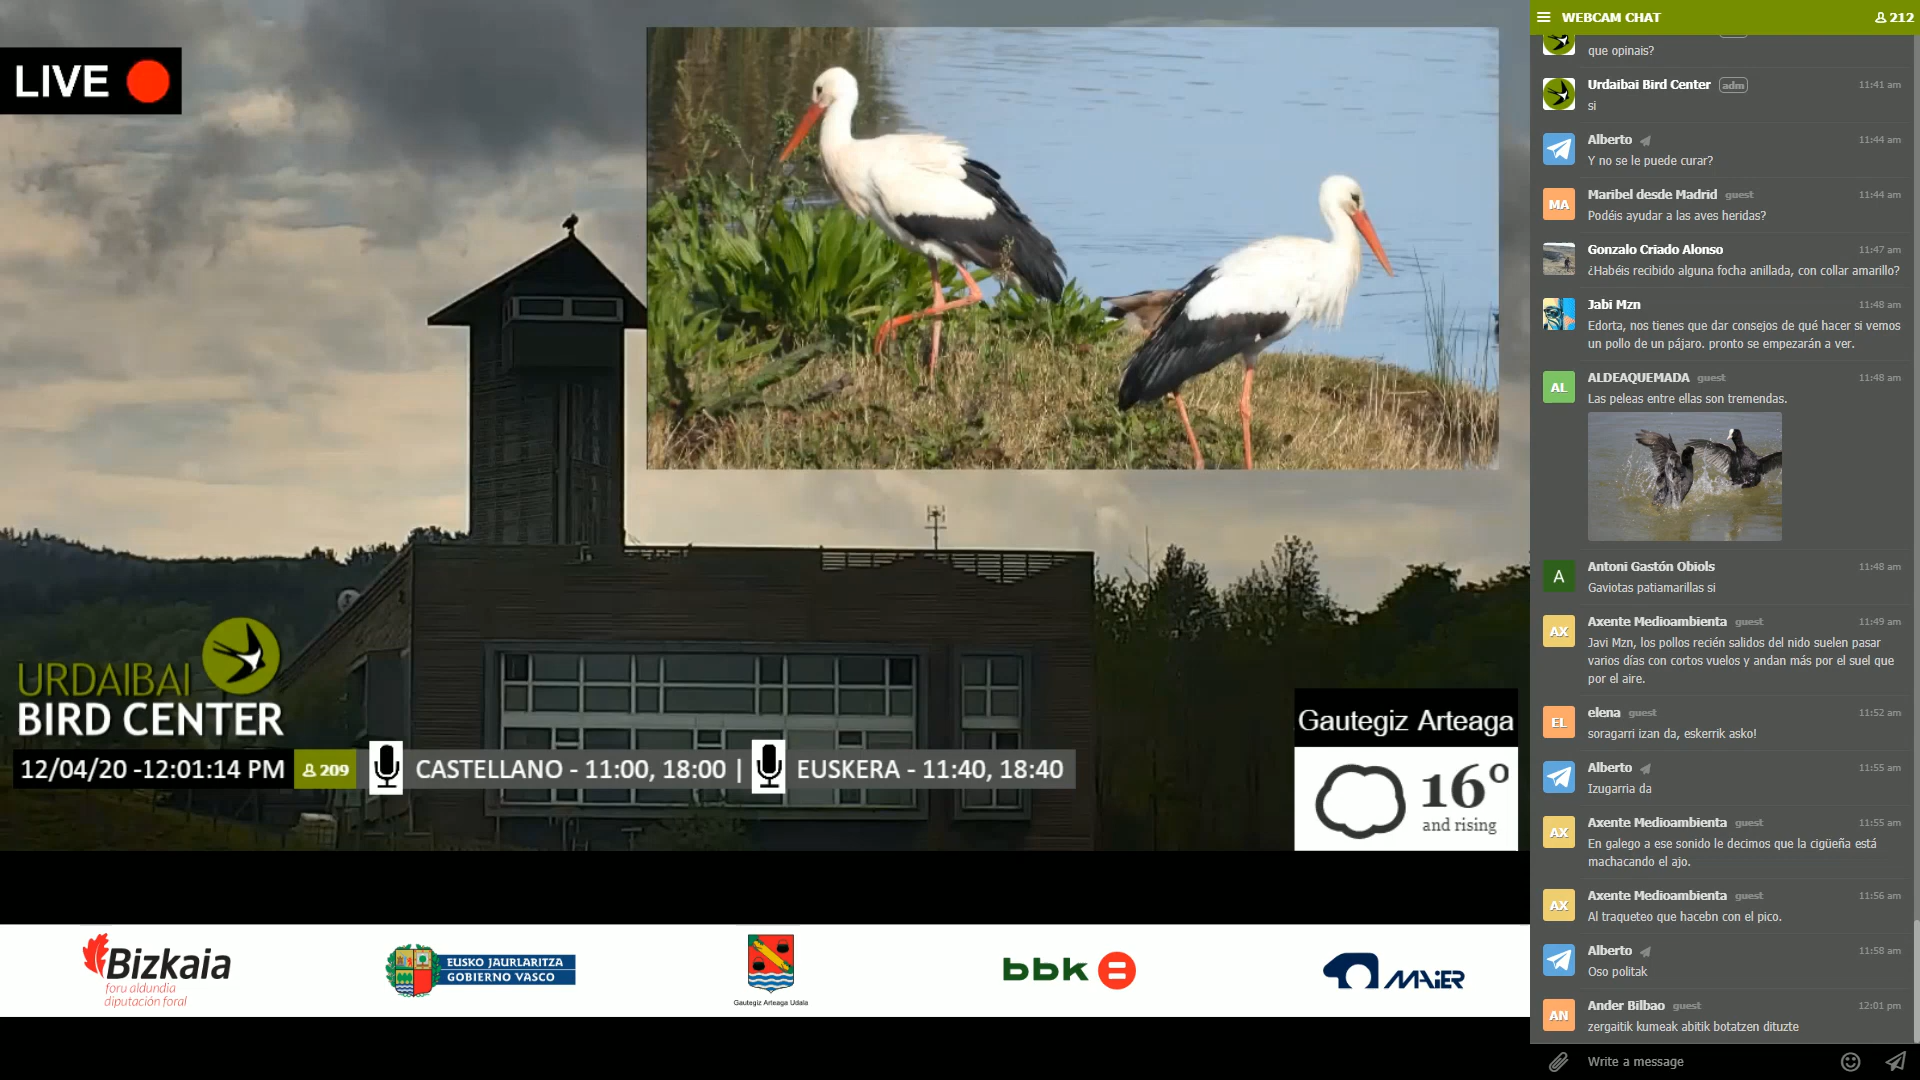 LIVE
URDAIBAI
BIRD CENTER
12/04/20 -12:01:14 PM
209
CASTELLANO - 11:00, 18:00 |
EUSKERA - 11:40, 18:40
Gautegiz Arteaga
16º
and rising
Bizkaia
foru aldundia
diputación foral
EUSKO JAURLARITZA
GOBIERNO VASCO
Gautegiz Arteaga Udala
bbk
MAIER
WEBCAM CHAT
212
que opinais?
Urdaibai Bird Center adm 11:41 am
si
Alberto 11:44 am
Y no se le puede curar?
MA
Maribel desde Madrid guest 11:44 am
Podéis ayudar a las aves heridas?
Gonzalo Criado Alonso 11:47 am
¿Habéis recibido alguna focha anillada, con collar amarillo?
Jabi Mzn 11:48 am
Edorta, nos tienes que dar consejos de qué hacer si vemos
un pollo de un pájaro. pronto se empezarán a ver.
AL
ALDEAQUEMADA guest 11:48 am
Las peleas entre ellas son tremendas.
A
Antoni Gastón Obiols 11:48 am
Gaviotas patiamarillas si
AX
Axente Medioambienta guest 11:49 am
Javi Mzn, los pollos recién salidos del nido suelen pasar
varios días con cortos vuelos y andan más por el suel que
por el aire.
EL
elena guest 11:52 am
soragarri izan da, eskerrik asko!
Alberto 11:55 am
Izugarria da
AX
Axente Medioambienta guest 11:55 am
En galego a ese sonido le decimos que la cigüeña está
machacando el ajo.
AX
Axente Medioambienta guest 11:56 am
Al traqueteo que hacebn con el pico.
Alberto 11:58 am
Oso politak
AN
Ander Bilbao guest 12:01 pm
zergaitik kumeak abitik botatzen dituzte
Write a message